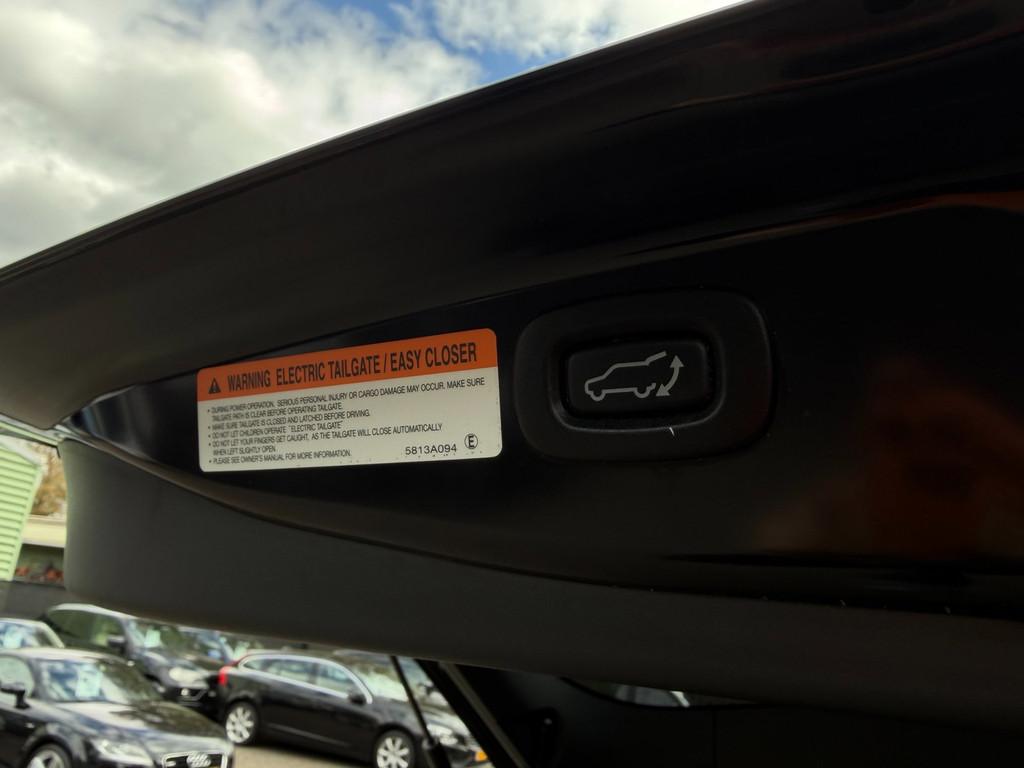 WARNING ELECTRIC TAILGATE / EASY CLOSER
• DURING POWER OPERATION, SERIOUS PERSONAL INJURY OR CARGO DAMAGE MAY OCCUR. MAKE SURE
TAILGATE PATH IS CLEAR BEFORE OPERATING TAILGATE.
• MAKE SURE TAILGATE IS CLOSED AND LATCHED BEFORE DRIVING.
• DO NOT LET CHILDREN OPERATE "ELECTRIC TAILGATE"
• DO NOT LET YOUR FINGERS GET CAUGHT, AS THE TAILGATE WILL CLOSE AUTOMATICALLY
WHEN LEFT SLIGHTLY OPEN.
• PLEASE SEE OWNER'S MANUAL FOR MORE INFORMATION.
5813A094 Ⓔ